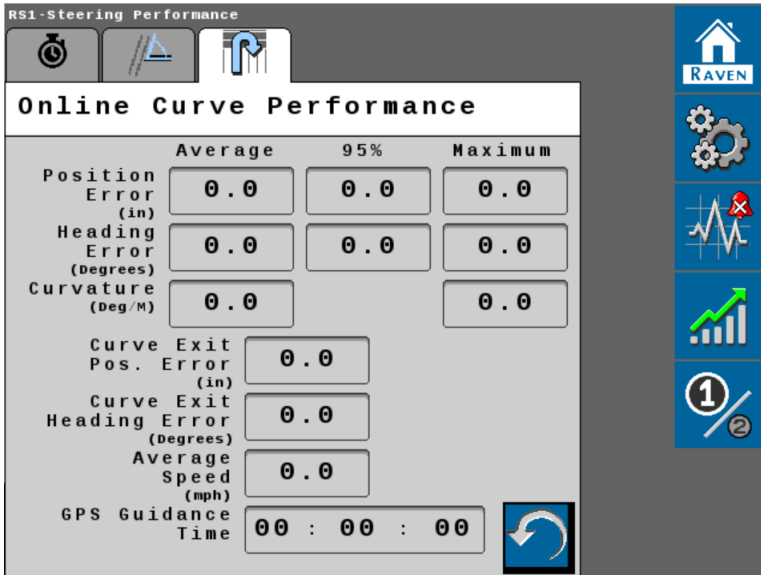 RS1-Steering Performance
RAVEN
Online Curve Performance
Average 95% Maximum
Position
Error 0.0 0.0 0.0
(in)
Heading
Error 0.0 0.0 0.0
(Degrees)
Curvature
(Deg/M) 0.0 0.0
Curve Exit
Pos. Error 0.0
(in)
Curve Exit
Heading Error 0.0
(Degrees)
Average
Speed 0.0
(mph)
GPS Guidance
Time 00 : 00 : 00
1/2